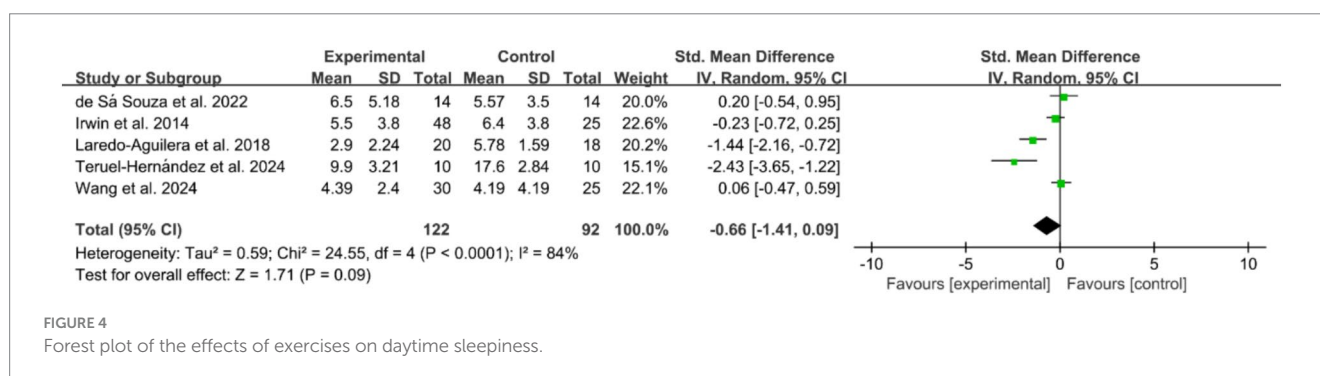 Experimental Control Std. Mean Difference Std. Mean Difference
Study or Subgroup Mean SD Total Mean SD Total Weight IV, Random, 95% CI IV, Random, 95% CI
de Sá Souza et al. 2022 6.5 5.18 14 5.57 3.5 14 20.0% 0.20 [-0.54, 0.95]
Irwin et al. 2014 5.5 3.8 48 6.4 3.8 25 22.6% -0.23 [-0.72, 0.25]
Laredo-Aguilera et al. 2018 2.9 2.24 20 5.78 1.59 18 20.2% -1.44 [-2.16, -0.72]
Teruel-Hernández et al. 2024 9.9 3.21 10 17.6 2.84 10 15.1% -2.43 [-3.65, -1.22]
Wang et al. 2024 4.39 2.4 30 4.19 4.19 25 22.1% 0.06 [-0.47, 0.59]
Total (95% CI) 122 92 100.0% -0.66 [-1.41, 0.09]
Heterogeneity: Tau² = 0.59; Chi² = 24.55, df = 4 (P < 0.0001); I² = 84%
Test for overall effect: Z = 1.71 (P = 0.09)
-10 -5 0 5 10
Favours [experimental] Favours [control]
FIGURE 4
Forest plot of the effects of exercises on daytime sleepiness.